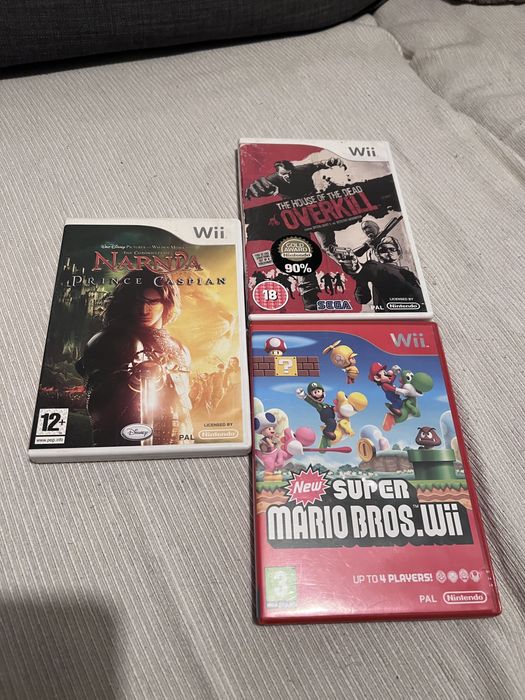 Wii
THE HOUSE OF THE DEAD
OVERKILL
GOLD
AWARD
Nintendo
90%
18
SEGA
PAL
LICENSED BY
Nintendo
Wii
WALT DISNEY PICTURES
WALDEN MEDIA
THE CHRONICLES OF
NARNIA
PRINCE CASPIAN
12+
www.pegi.info
Disney
PAL
LICENSED BY
Nintendo
Wii
New SUPER
MARIO BROS.Wii
UP TO 4 PLAYERS!
PAL
Nintendo